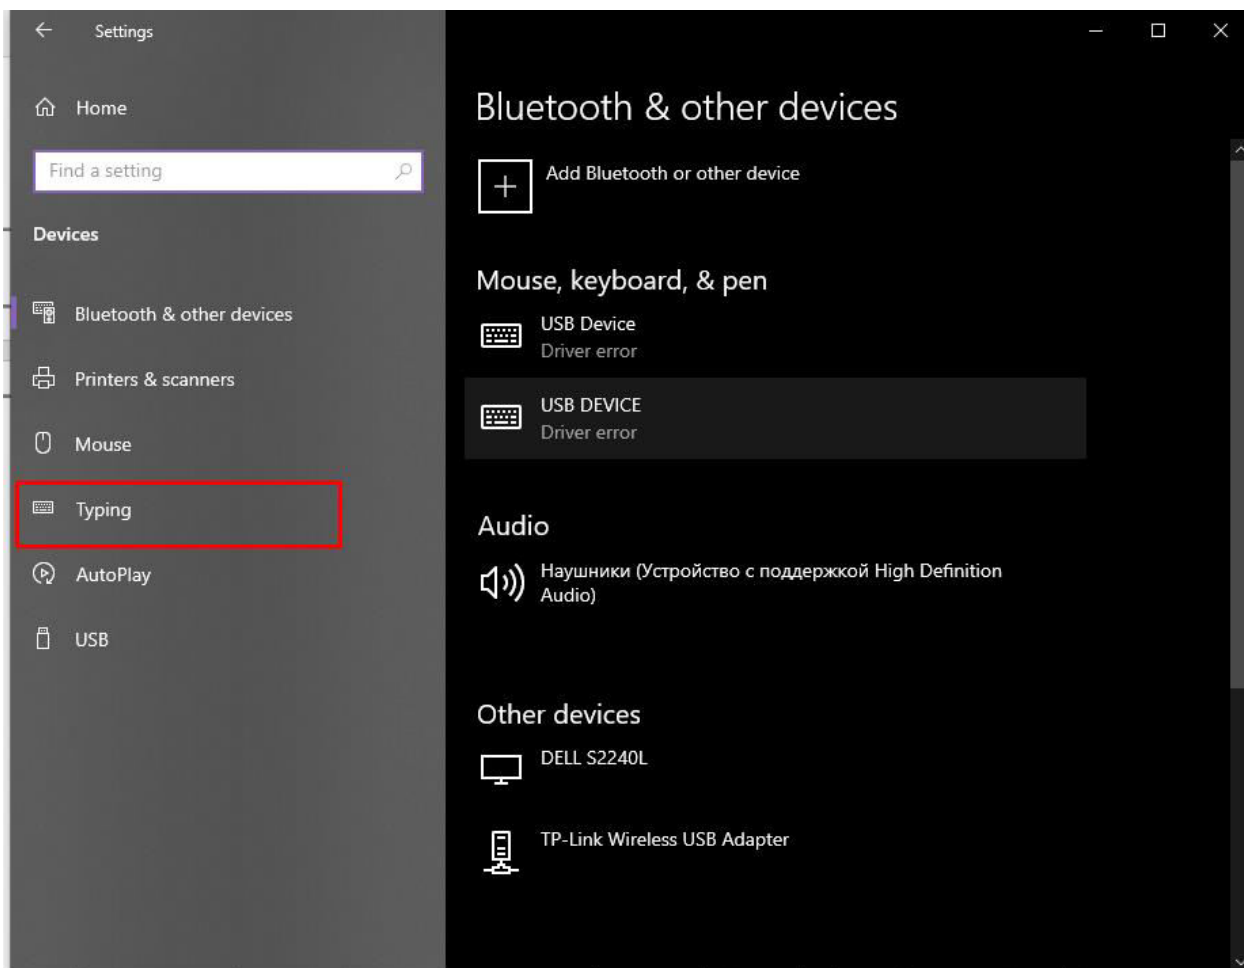 Settings
Home
Find a setting
Devices
Bluetooth & other devices
Printers & scanners
Mouse
Typing
AutoPlay
USB
Bluetooth & other devices
Add Bluetooth or other device
Mouse, keyboard, & pen
USB Device
Driver error
USB DEVICE
Driver error
Audio
Наушники (Устройство с поддержкой High Definition
Audio)
Other devices
DELL S2240L
TP-Link Wireless USB Adapter